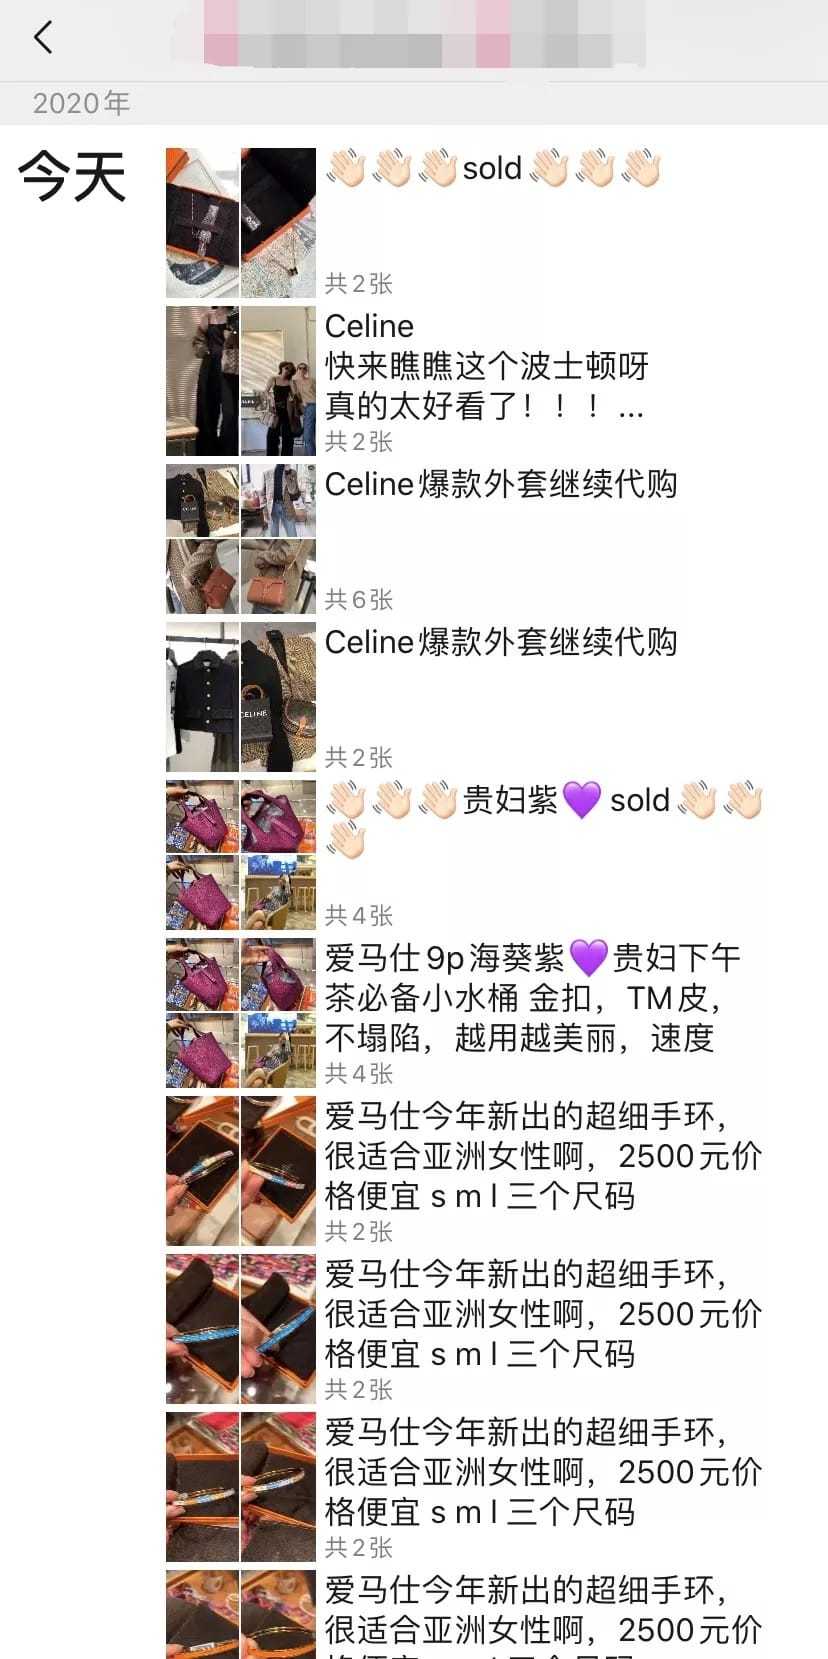 2020年
今天
👋🏻👋🏻👋🏻sold👋🏻👋🏻👋🏻
共2张
Celine
快来瞧瞧这个波士顿呀
真的太好看了！！！...
共2张
Celine爆款外套继续代购
共6张
Celine爆款外套继续代购
CELINE
共2张
👋🏻👋🏻👋🏻贵妇紫💜 sold👋🏻👋🏻
👋🏻
共4张
爱马仕9p海葵紫💜贵妇下午
茶必备小水桶 金扣，TM皮，
不塌陷，越用越美丽，速度
共4张
爱马仕今年新出的超细手环，
很适合亚洲女性啊，2500元价
格便宜 s m l 三个尺码
共2张
爱马仕今年新出的超细手环，
很适合亚洲女性啊，2500元价
格便宜 s m l 三个尺码
共2张
爱马仕今年新出的超细手环，
很适合亚洲女性啊，2500元价
格便宜 s m l 三个尺码
共2张
爱马仕今年新出的超细手环，
很适合亚洲女性啊，2500元价